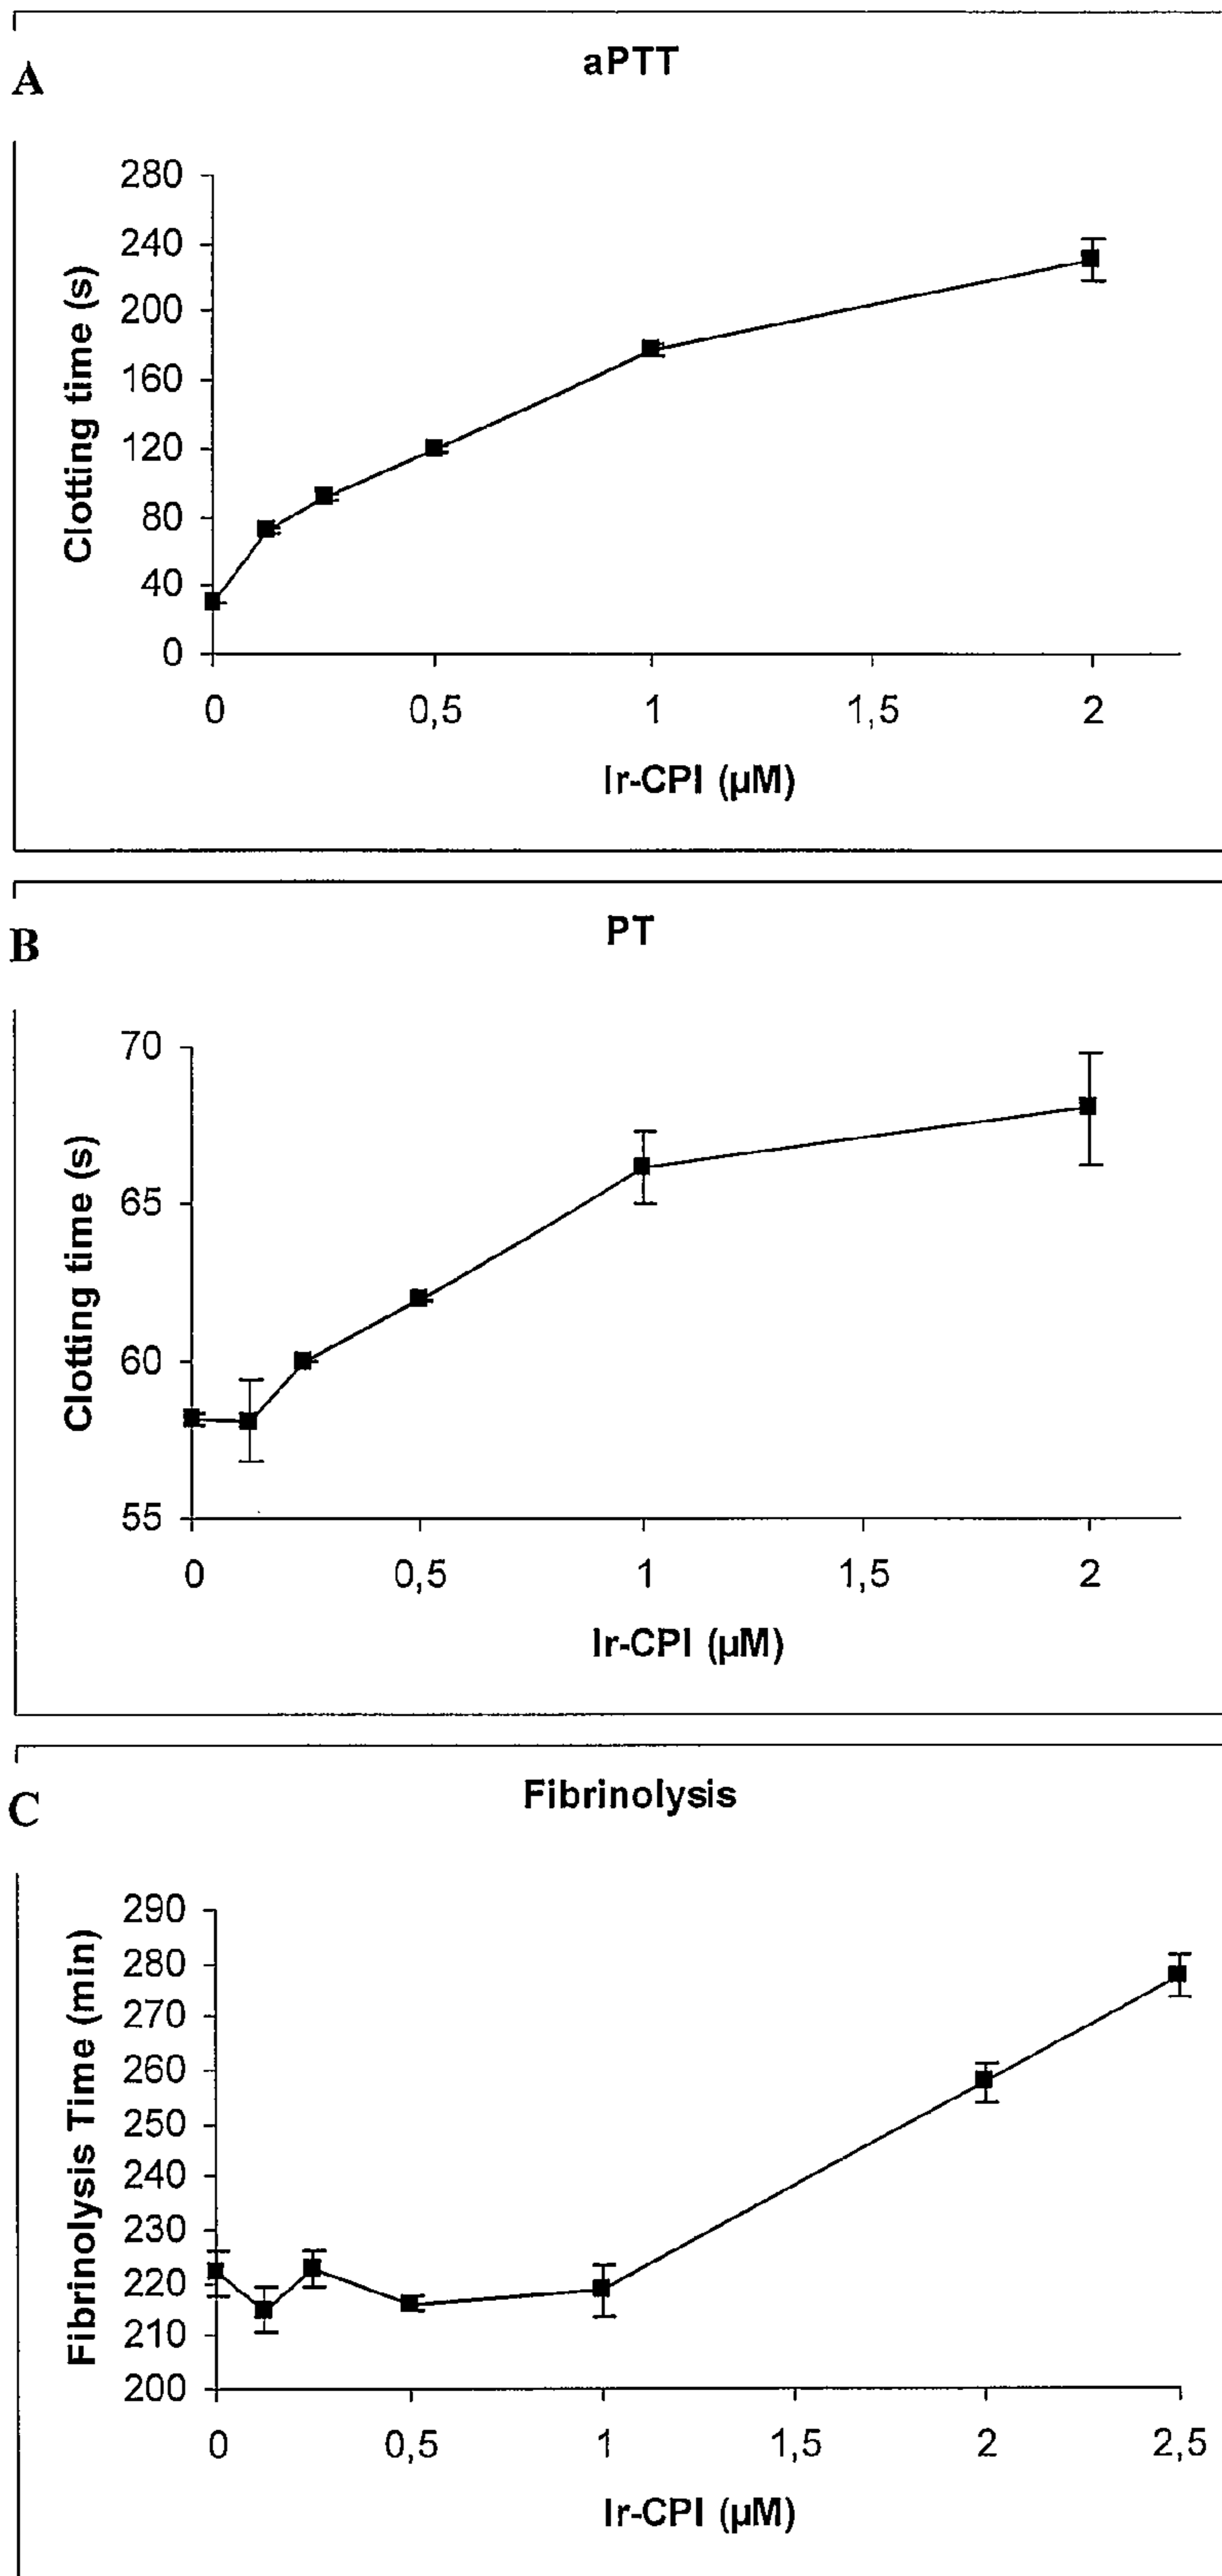 A
aPTT
Clotting time (s)
280
240
200
160
120
80
40
0
0 0,5 1 1,5 2
Ir-CPI (µM)
B
PT
Clotting time (s)
70
65
60
55
0 0,5 1 1,5 2
Ir-CPI (µM)
C
Fibrinolysis
Fibrinolysis Time (min)
290
280
270
260
250
240
230
220
210
200
0 0,5 1 1,5 2 2,5
Ir-CPI (µM)